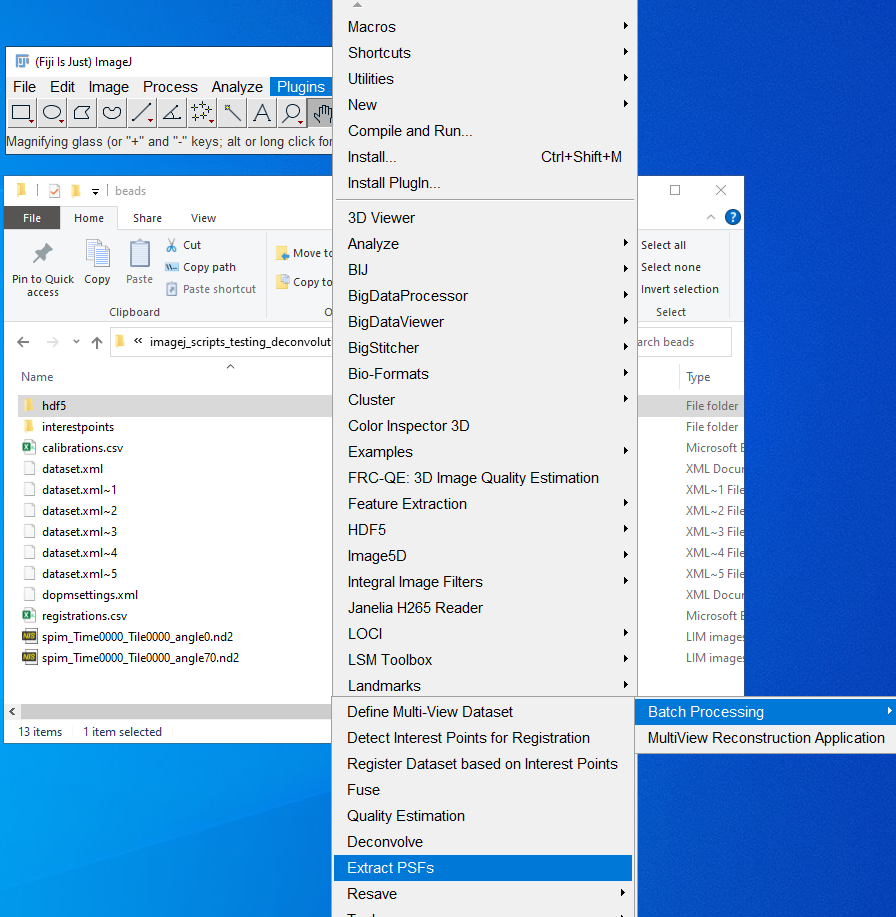 (Fiji Is Just) ImageJ
File Edit Image Process Analyze Plugins
Magnifying glass (or "+" and "-" keys; alt or long click for
Macros
Shortcuts
Utilities
New
Compile and Run...
Install... Ctrl+Shift+M
Install PlugIn...
3D Viewer
Analyze
BIJ
BigDataProcessor
BigDataViewer
BigStitcher
Bio-Formats
Cluster
Color Inspector 3D
Examples
FRC-QE: 3D Image Quality Estimation
Feature Extraction
HDF5
Image5D
Integral Image Filters
Janelia H265 Reader
LOCI
LSM Toolbox
Landmarks
Define Multi-View Dataset
Detect Interest Points for Registration
Register Dataset based on Interest Points
Fuse
Quality Estimation
Deconvolve
Extract PSFs
Resave
Batch Processing
MultiView Reconstruction Application
beads
File Home Share View
Pin to Quick access
Copy
Paste
Cut
Copy path
Paste shortcut
Clipboard
Move to
Copy to
Select all
Select none
Invert selection
Select
« imagej_scripts_testing_deconvolut
arch beads
Name Type
hdf5 File folder
interestpoints File folder
calibrations.csv Microsoft E
dataset.xml XML Docu
dataset.xml~1 XML~1 File
dataset.xml~2 XML~2 File
dataset.xml~3 XML~3 File
dataset.xml~4 XML~4 File
dataset.xml~5 XML~5 File
dopmsettings.xml XML Docu
registrations.csv Microsoft E
spim_Time0000_Tile0000_angle0.nd2 LIM images
spim_Time0000_Tile0000_angle70.nd2 LIM images
13 items 1 item selected